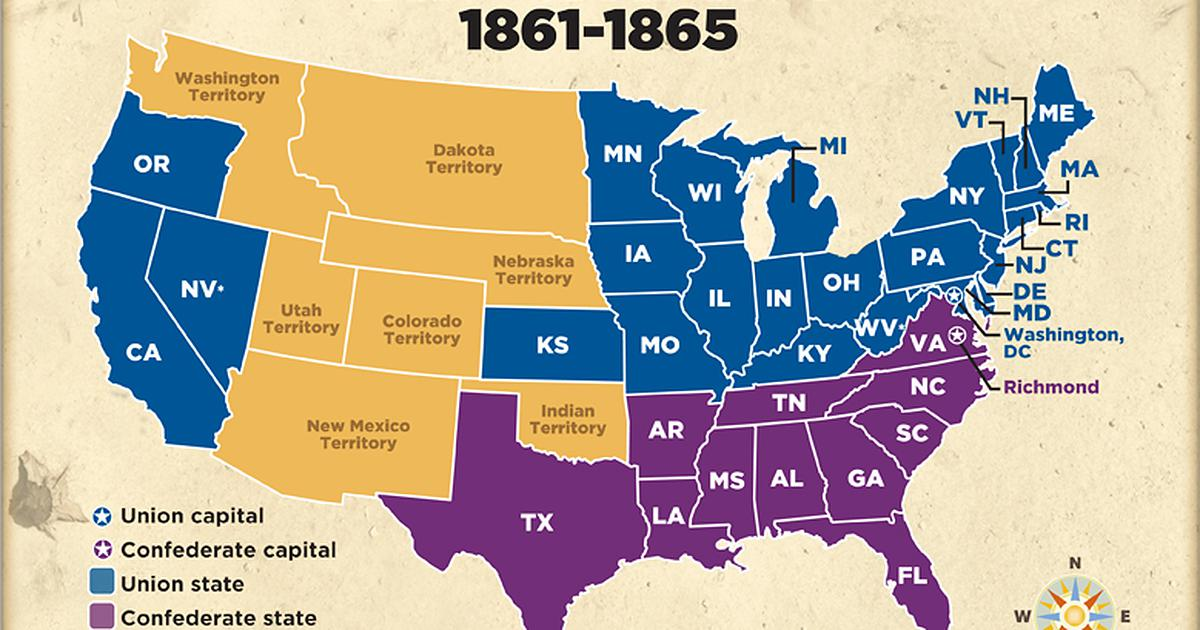 1861-1865
Washington
Territory
Dakota
Territory
OR
MN
WI
MI
NH
VT
ME
MA
NY
RI
CT
NJ
PA
DE
MD
Washington,
DC
Richmond
IA
Nebraska
Territory
NV*
Utah
Territory
Colorado
Territory
CA
KS
MO
IL
IN
OH
WV*
KY
VA
NC
TN
SC
New Mexico
Territory
Indian
Territory
AR
MS
AL
GA
TX
LA
FL
Union capital
Confederate capital
Union state
Confederate state
N
W
E